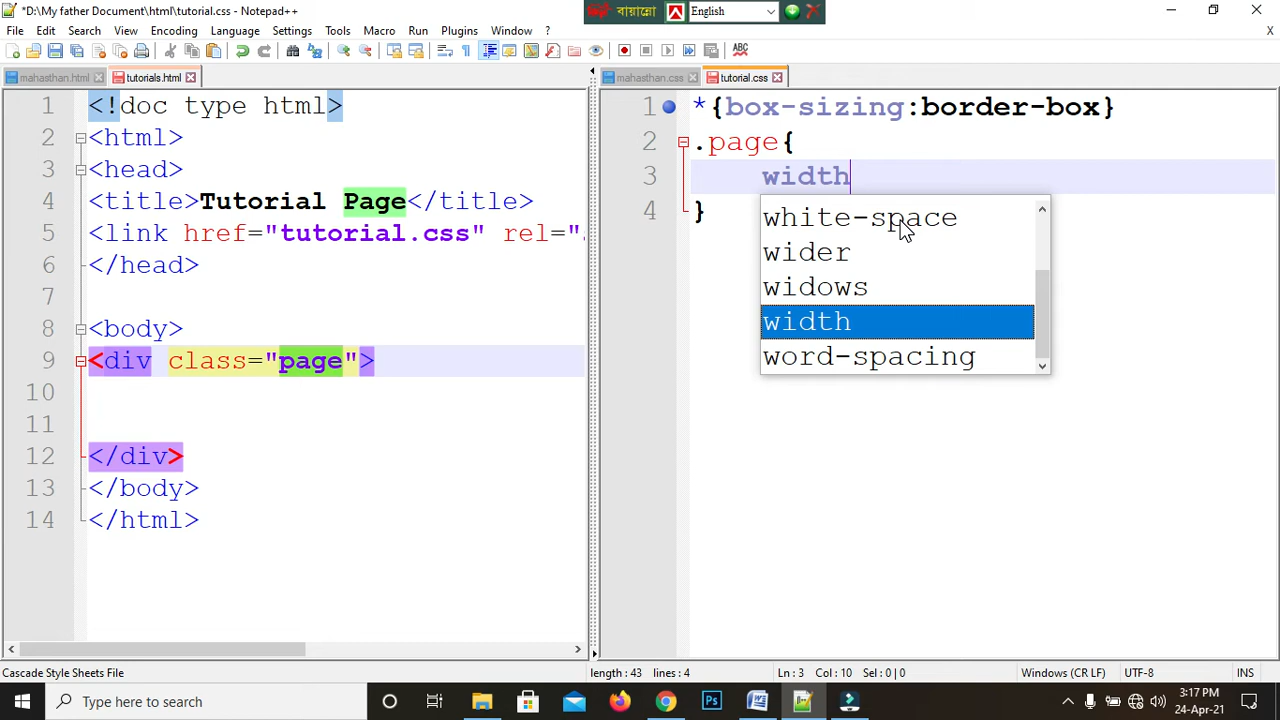 *D:\My father Document\html\tutorial.css - Notepad++
বায়ান্নো English
File Edit Search View Encoding Language Settings Tools Macro Run Plugins Window ? X
ABC
mahasthan.html tutorials.html mahasthan.css tutorial.css
1 <!doc type html>
2 <html>
3 <head>
4 <title>Tutorial Page</title>
5 <link href="tutorial.css" rel="
6 </head>
7
8 <body>
9 <div class="page">
10
11
12 </div>
13 </body>
14 </html>
1 *{box-sizing:border-box}
2 .page{
3 width
4 }
white-space
wider
widows
width
word-spacing
Cascade Style Sheets File length : 43 lines : 4 Ln : 3 Col : 10 Sel : 0 | 0 Windows (CR LF) UTF-8 INS
Type here to search
Ps
3:17 PM
24-Apr-21